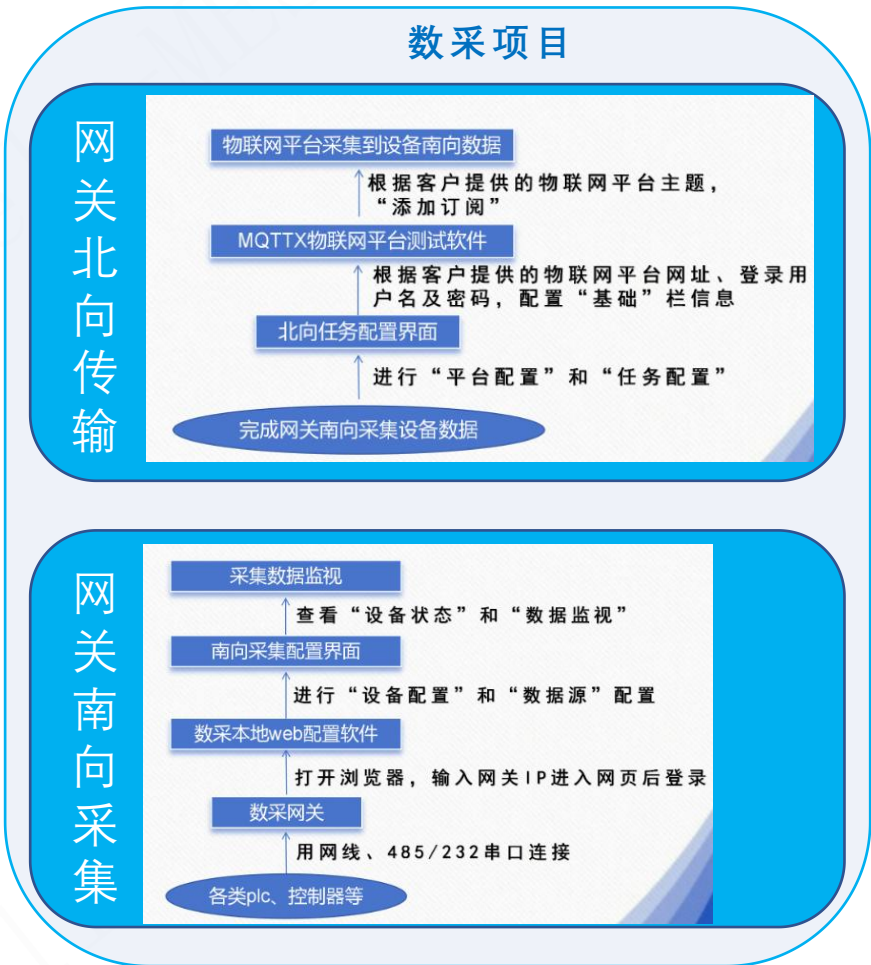 数采项目
网关北向传输
物联网平台采集到设备南向数据
根据客户提供的物联网平台主题，
“添加订阅”
MQTTX物联网平台测试软件
根据客户提供的物联网平台网址、登录用
户名及密码，配置“基础”栏信息
北向任务配置界面
进行“平台配置”和“任务配置”
完成网关南向采集设备数据
网关南向采集
采集数据监视
查看“设备状态”和“数据监视”
南向采集配置界面
进行“设备配置”和“数据源”配置
数采本地web配置软件
打开浏览器，输入网关IP进入网页后登录
数采网关
用网线、485/232串口连接
各类plc、控制器等